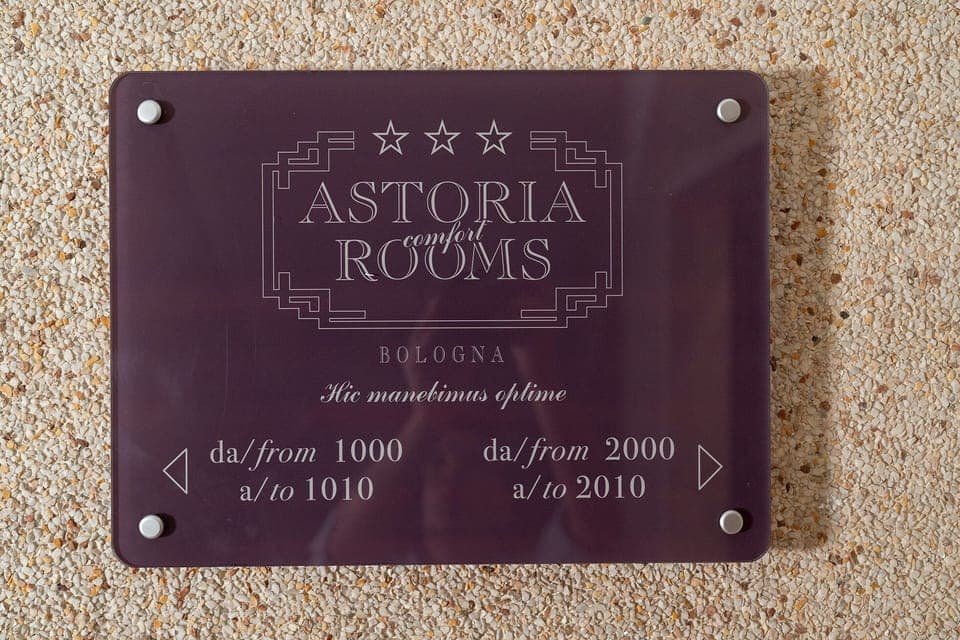 ASTORIA
comfort
ROOMS
BOLOGNA
Hic manebimus optime
da/from 1000
a/to 1010
da/from 2000
a/to 2010